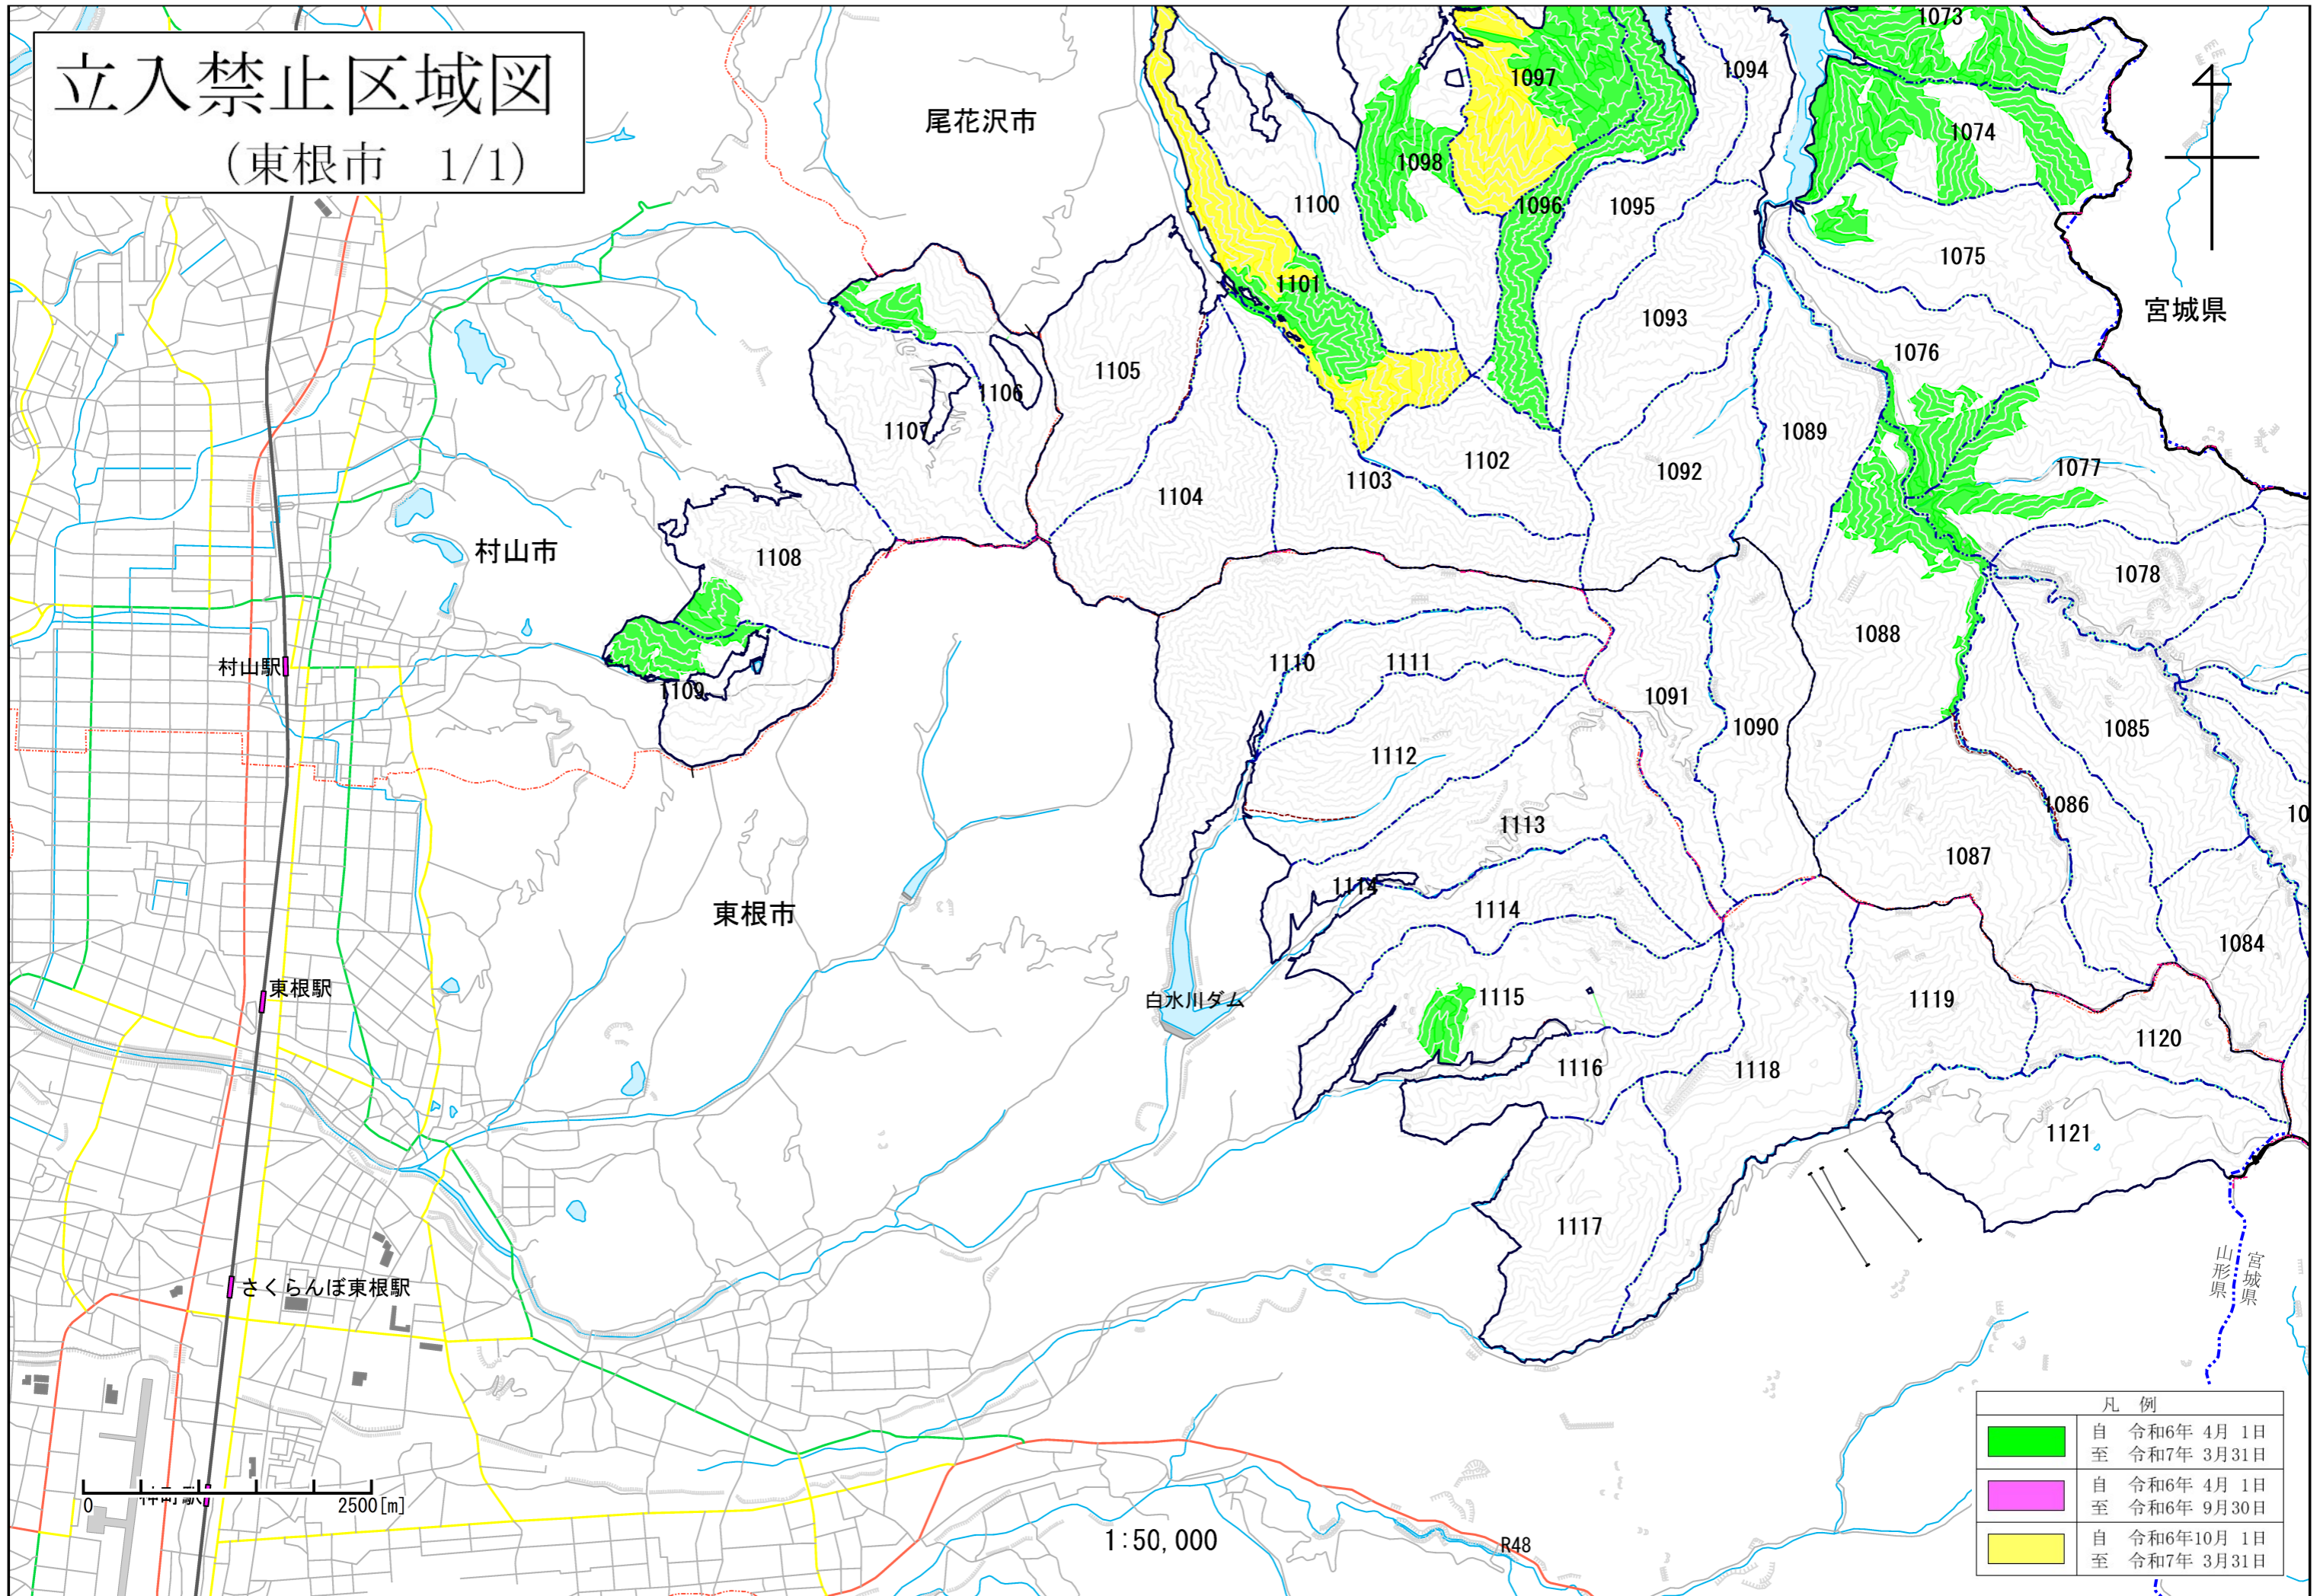 立入禁止区域図
(東根市　1/1)
1073
1097
1094
尾花沢市
1074
1098
1100
1096
1095
1075
1101
宮城県
1093
1076
1105
1106
1107
1089
1102
1077
1092
1103
1104
村山市
1108
1078
1088
1110
1111
村山駅
1109
1091
1090
1085
1112
1086
10
1113
1087
1114
1114
東根市
1084
東根駅
1115
1119
白水川ダム
1120
1116
1118
1121
1117
宮城県
山形県
さくらんぼ東根駅
凡　例
自　令和6年 4月 1日
至　令和7年 3月31日
自　令和6年 4月 1日
至　令和6年 9月30日
自　令和6年10月 1日
至　令和7年 3月31日
0
神町駅
2500[m]
1:50,000
R48